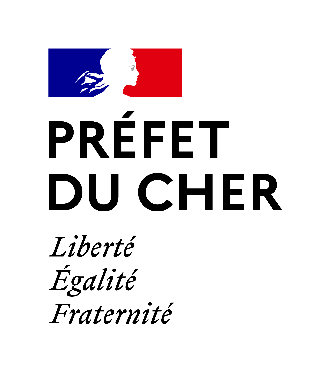 PRÉFET
DU CHER
Liberté
Égalité
Fraternité